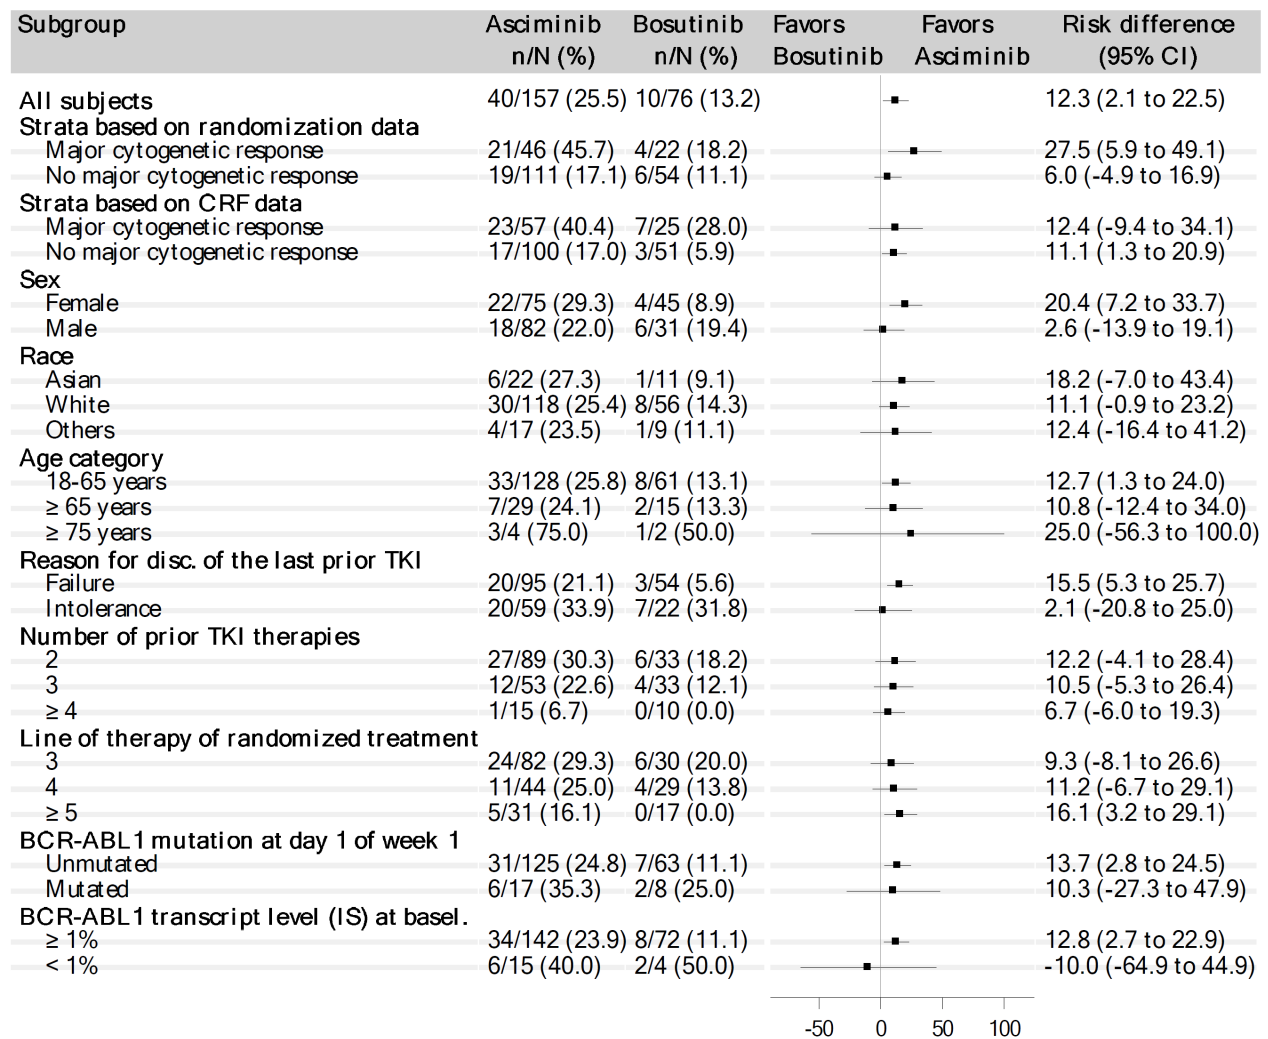 Subgroup Asciminib Bosutinib Favors Favors Risk difference
n/N (%) n/N (%) Bosutinib Asciminib (95% CI)
All subjects 40/157 (25.5) 10/76 (13.2) 12.3 (2.1 to 22.5)
Strata based on randomization data
Major cytogenetic response 21/46 (45.7) 4/22 (18.2) 27.5 (5.9 to 49.1)
No major cytogenetic response 19/111 (17.1) 6/54 (11.1) 6.0 (-4.9 to 16.9)
Strata based on CRF data
Major cytogenetic response 23/57 (40.4) 7/25 (28.0) 12.4 (-9.4 to 34.1)
No major cytogenetic response 17/100 (17.0) 3/51 (5.9) 11.1 (1.3 to 20.9)
Sex
Female 22/75 (29.3) 4/45 (8.9) 20.4 (7.2 to 33.7)
Male 18/82 (22.0) 6/31 (19.4) 2.6 (-13.9 to 19.1)
Race
Asian 6/22 (27.3) 1/11 (9.1) 18.2 (-7.0 to 43.4)
White 30/118 (25.4) 8/56 (14.3) 11.1 (-0.9 to 23.2)
Others 4/17 (23.5) 1/9 (11.1) 12.4 (-16.4 to 41.2)
Age category
18-65 years 33/128 (25.8) 8/61 (13.1) 12.7 (1.3 to 24.0)
≥ 65 years 7/29 (24.1) 2/15 (13.3) 10.8 (-12.4 to 34.0)
≥ 75 years 3/4 (75.0) 1/2 (50.0) 25.0 (-56.3 to 100.0)
Reason for disc. of the last prior TKI
Failure 20/95 (21.1) 3/54 (5.6) 15.5 (5.3 to 25.7)
Intolerance 20/59 (33.9) 7/22 (31.8) 2.1 (-20.8 to 25.0)
Number of prior TKI therapies
2 27/89 (30.3) 6/33 (18.2) 12.2 (-4.1 to 28.4)
3 12/53 (22.6) 4/33 (12.1) 10.5 (-5.3 to 26.4)
≥ 4 1/15 (6.7) 0/10 (0.0) 6.7 (-6.0 to 19.3)
Line of therapy of randomized treatment
3 24/82 (29.3) 6/30 (20.0) 9.3 (-8.1 to 26.6)
4 11/44 (25.0) 4/29 (13.8) 11.2 (-6.7 to 29.1)
≥ 5 5/31 (16.1) 0/17 (0.0) 16.1 (3.2 to 29.1)
BCR-ABL1 mutation at day 1 of week 1
Unmutated 31/125 (24.8) 7/63 (11.1) 13.7 (2.8 to 24.5)
Mutated 6/17 (35.3) 2/8 (25.0) 10.3 (-27.3 to 47.9)
BCR-ABL1 transcript level (IS) at basel.
≥ 1% 34/142 (23.9) 8/72 (11.1) 12.8 (2.7 to 22.9)
< 1% 6/15 (40.0) 2/4 (50.0) -10.0 (-64.9 to 44.9)
-50 0 50 100